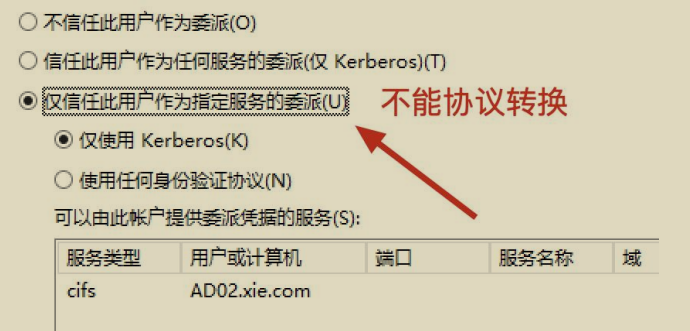 不信任此用户作为委派(O)
信任此用户作为任何服务的委派(仅 Kerberos)(T)
仅信任此用户作为指定服务的委派(U) 不能协议转换
仅使用 Kerberos(K)
使用任何身份验证协议(N)
可以由此帐户提供委派凭据的服务(S):
服务类型 用户或计算机 端口 服务名称 域
cifs AD02.xie.com